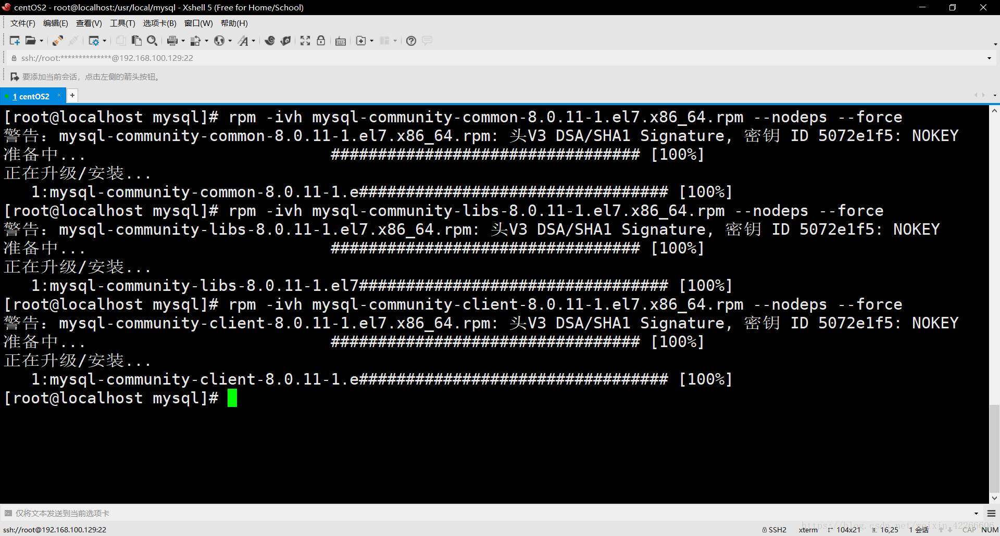 centOS2 - root@localhost:/usr/local/mysql - Xshell 5 (Free for Home/School)
文件(F) 编辑(E) 查看(V) 工具(T) 选项卡(B) 窗口(W) 帮助(H)
ssh://root:**************@192.168.100.129:22
要添加当前会话，点击左侧的箭头按钮。
1 centOS2 × +
[root@localhost mysql]# rpm -ivh mysql-community-common-8.0.11-1.el7.x86_64.rpm --nodeps --force
警告：mysql-community-common-8.0.11-1.el7.x86_64.rpm: 头V3 DSA/SHA1 Signature, 密钥 ID 5072e1f5: NOKEY
准备中... ################################# [100%]
正在升级/安装...
1:mysql-community-common-8.0.11-1.e################################# [100%]
[root@localhost mysql]# rpm -ivh mysql-community-libs-8.0.11-1.el7.x86_64.rpm --nodeps --force
警告：mysql-community-libs-8.0.11-1.el7.x86_64.rpm: 头V3 DSA/SHA1 Signature, 密钥 ID 5072e1f5: NOKEY
准备中... ################################# [100%]
正在升级/安装...
1:mysql-community-libs-8.0.11-1.el7################################# [100%]
[root@localhost mysql]# rpm -ivh mysql-community-client-8.0.11-1.el7.x86_64.rpm --nodeps --force
警告：mysql-community-client-8.0.11-1.el7.x86_64.rpm: 头V3 DSA/SHA1 Signature, 密钥 ID 5072e1f5: NOKEY
准备中... ################################# [100%]
正在升级/安装...
1:mysql-community-client-8.0.11-1.e################################# [100%]
[root@localhost mysql]#
仅将文本发送到当前选项卡
https://blog.csdn.net/weixin_42266606
ssh://root@192.168.100.129:22 SSH2 xterm 104x21 16,25 1 会话 CAP NUM